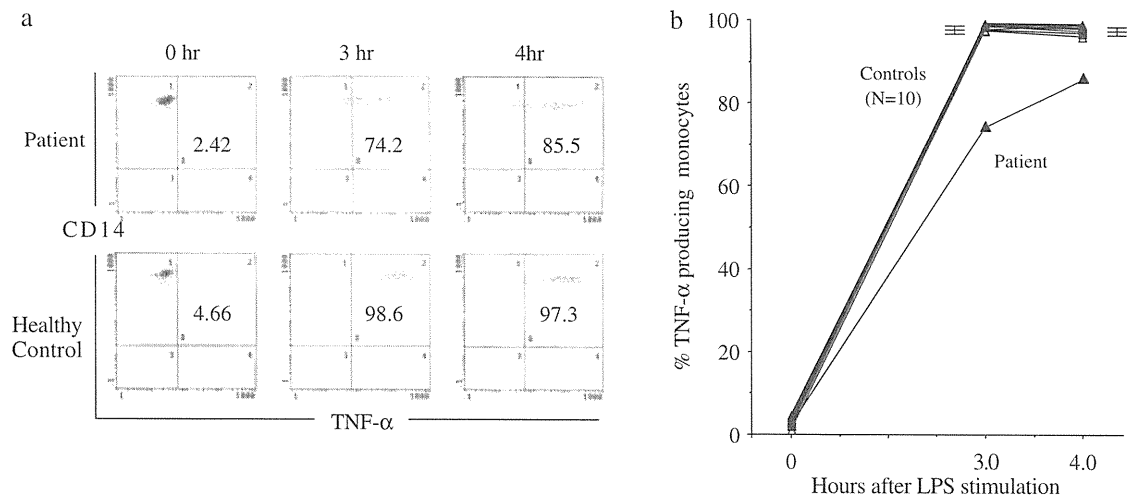 a
0 hr
3 hr
4hr
Patient
2.42
74.2
85.5
CD14
Healthy
Control
4.66
98.6
97.3
TNF-α
b
% TNF-α producing monocytes
100
80
60
40
20
0
Controls
(N=10)
Patient
0
3.0
4.0
Hours after LPS stimulation